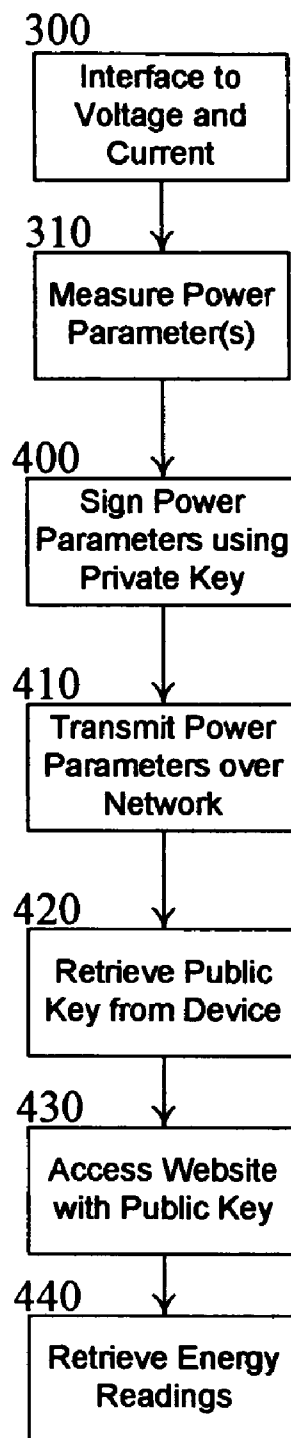 300
Interface to
Voltage and
Current
310
Measure Power
Parameter(s)
400
Sign Power
Parameters using
Private Key
410
Transmit Power
Parameters over
Network
420
Retrieve Public
Key from Device
430
Access Website
with Public Key
440
Retrieve Energy
Readings